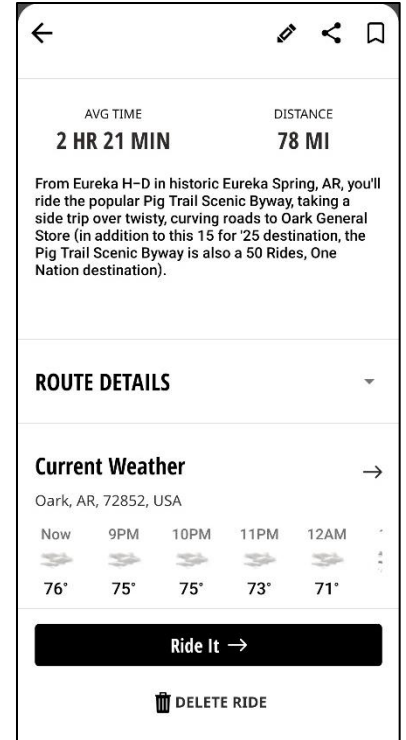 AVG TIME DISTANCE
2 HR 21 MIN 78 MI
From Eureka H-D in historic Eureka Spring, AR, you'll
ride the popular Pig Trail Scenic Byway, taking a
side trip over twisty, curving roads to Oark General
Store (in addition to this 15 for '25 destination, the
Pig Trail Scenic Byway is also a 50 Rides, One
Nation destination).
ROUTE DETAILS
Current Weather
Oark, AR, 72852, USA
Now 9PM 10PM 11PM 12AM
76° 75° 75° 73° 71°
Ride It →
DELETE RIDE